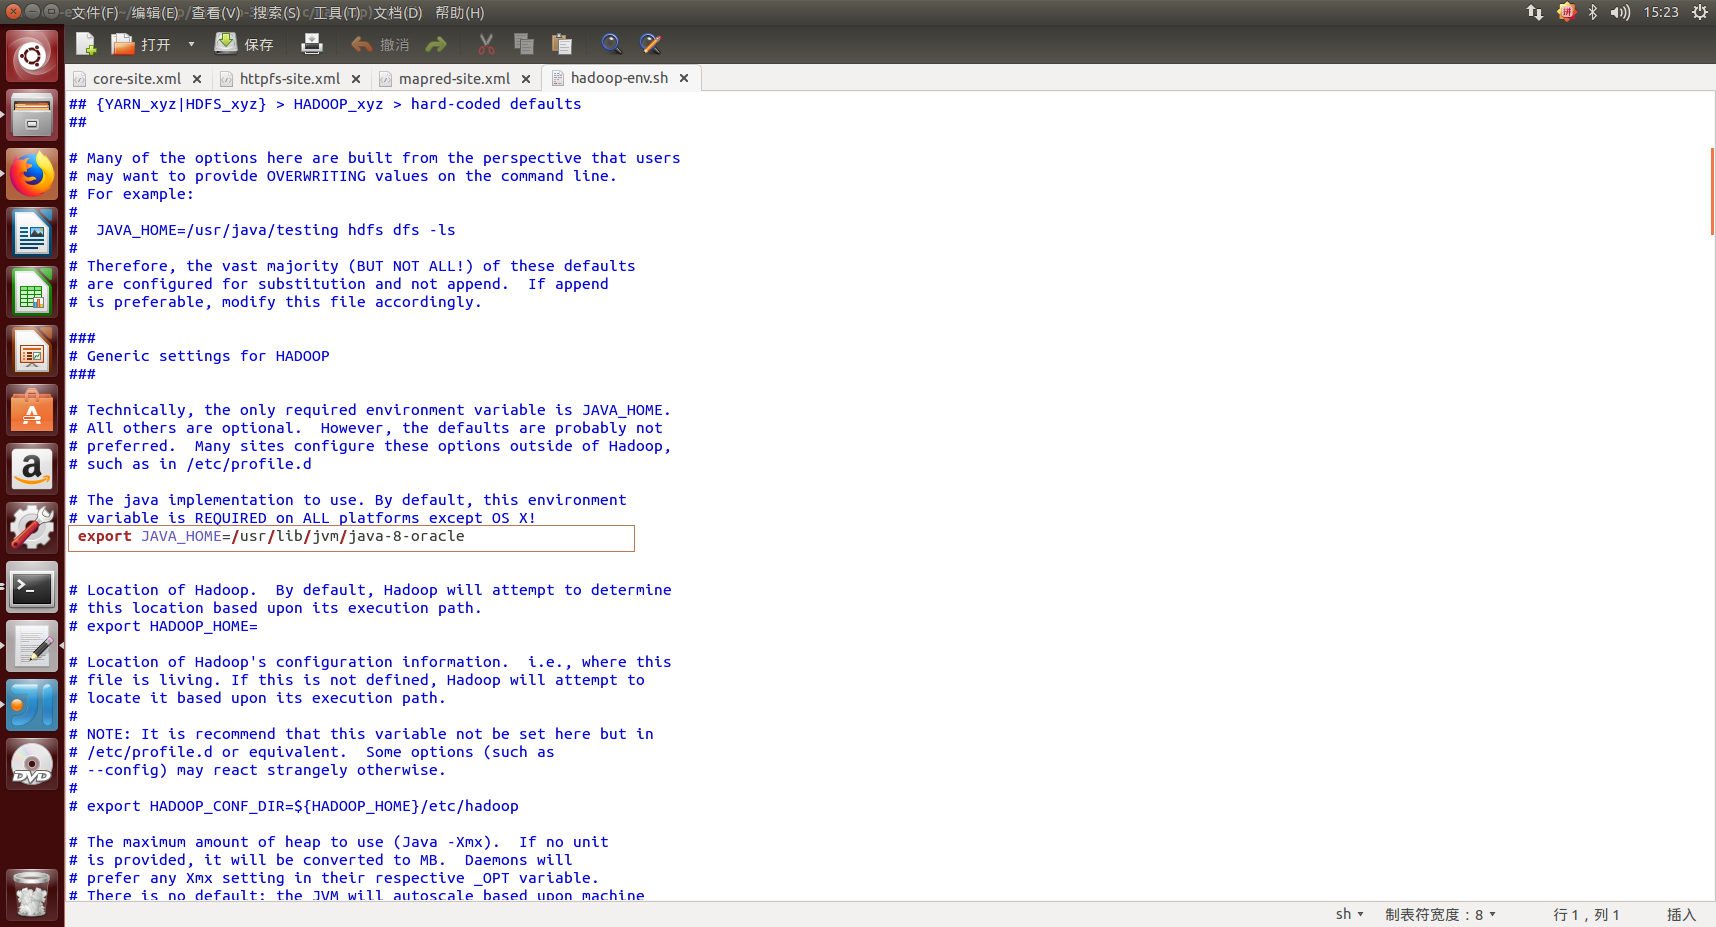 文件(F) 编辑(E) 查看(V) 搜索(S) 工具(T) 文档(D) 帮助(H)
拼
15:23
打开
保存
撤消
core-site.xml
httpfs-site.xml
mapred-site.xml
hadoop-env.sh
## {YARN_xyz|HDFS_xyz} > HADOOP_xyz > hard-coded defaults
##
# Many of the options here are built from the perspective that users
# may want to provide OVERWRITING values on the command line.
# For example:
#
#  JAVA_HOME=/usr/java/testing hdfs dfs -ls
#
# Therefore, the vast majority (BUT NOT ALL!) of these defaults
# are configured for substitution and not append.  If append
# is preferable, modify this file accordingly.
###
# Generic settings for HADOOP
###
# Technically, the only required environment variable is JAVA_HOME.
# All others are optional.  However, the defaults are probably not
# preferred.  Many sites configure these options outside of Hadoop,
# such as in /etc/profile.d
# The java implementation to use. By default, this environment
# variable is REQUIRED on ALL platforms except OS X!
export JAVA_HOME=/usr/lib/jvm/java-8-oracle
# Location of Hadoop.  By default, Hadoop will attempt to determine
# this location based upon its execution path.
# export HADOOP_HOME=
# Location of Hadoop's configuration information.  i.e., where this
# file is living. If this is not defined, Hadoop will attempt to
# locate it based upon its execution path.
#
# NOTE: It is recommend that this variable not be set here but in
# /etc/profile.d or equivalent.  Some options (such as
# --config) may react strangely otherwise.
#
# export HADOOP_CONF_DIR=${HADOOP_HOME}/etc/hadoop
# The maximum amount of heap to use (Java -Xmx).  If no unit
# is provided, it will be converted to MB.  Daemons will
# prefer any Xmx setting in their respective _OPT variable.
# There is no default; the JVM will autoscale based upon machine
sh
制表符宽度：8
行 1，列 1
插入
A
a
>_
DVD